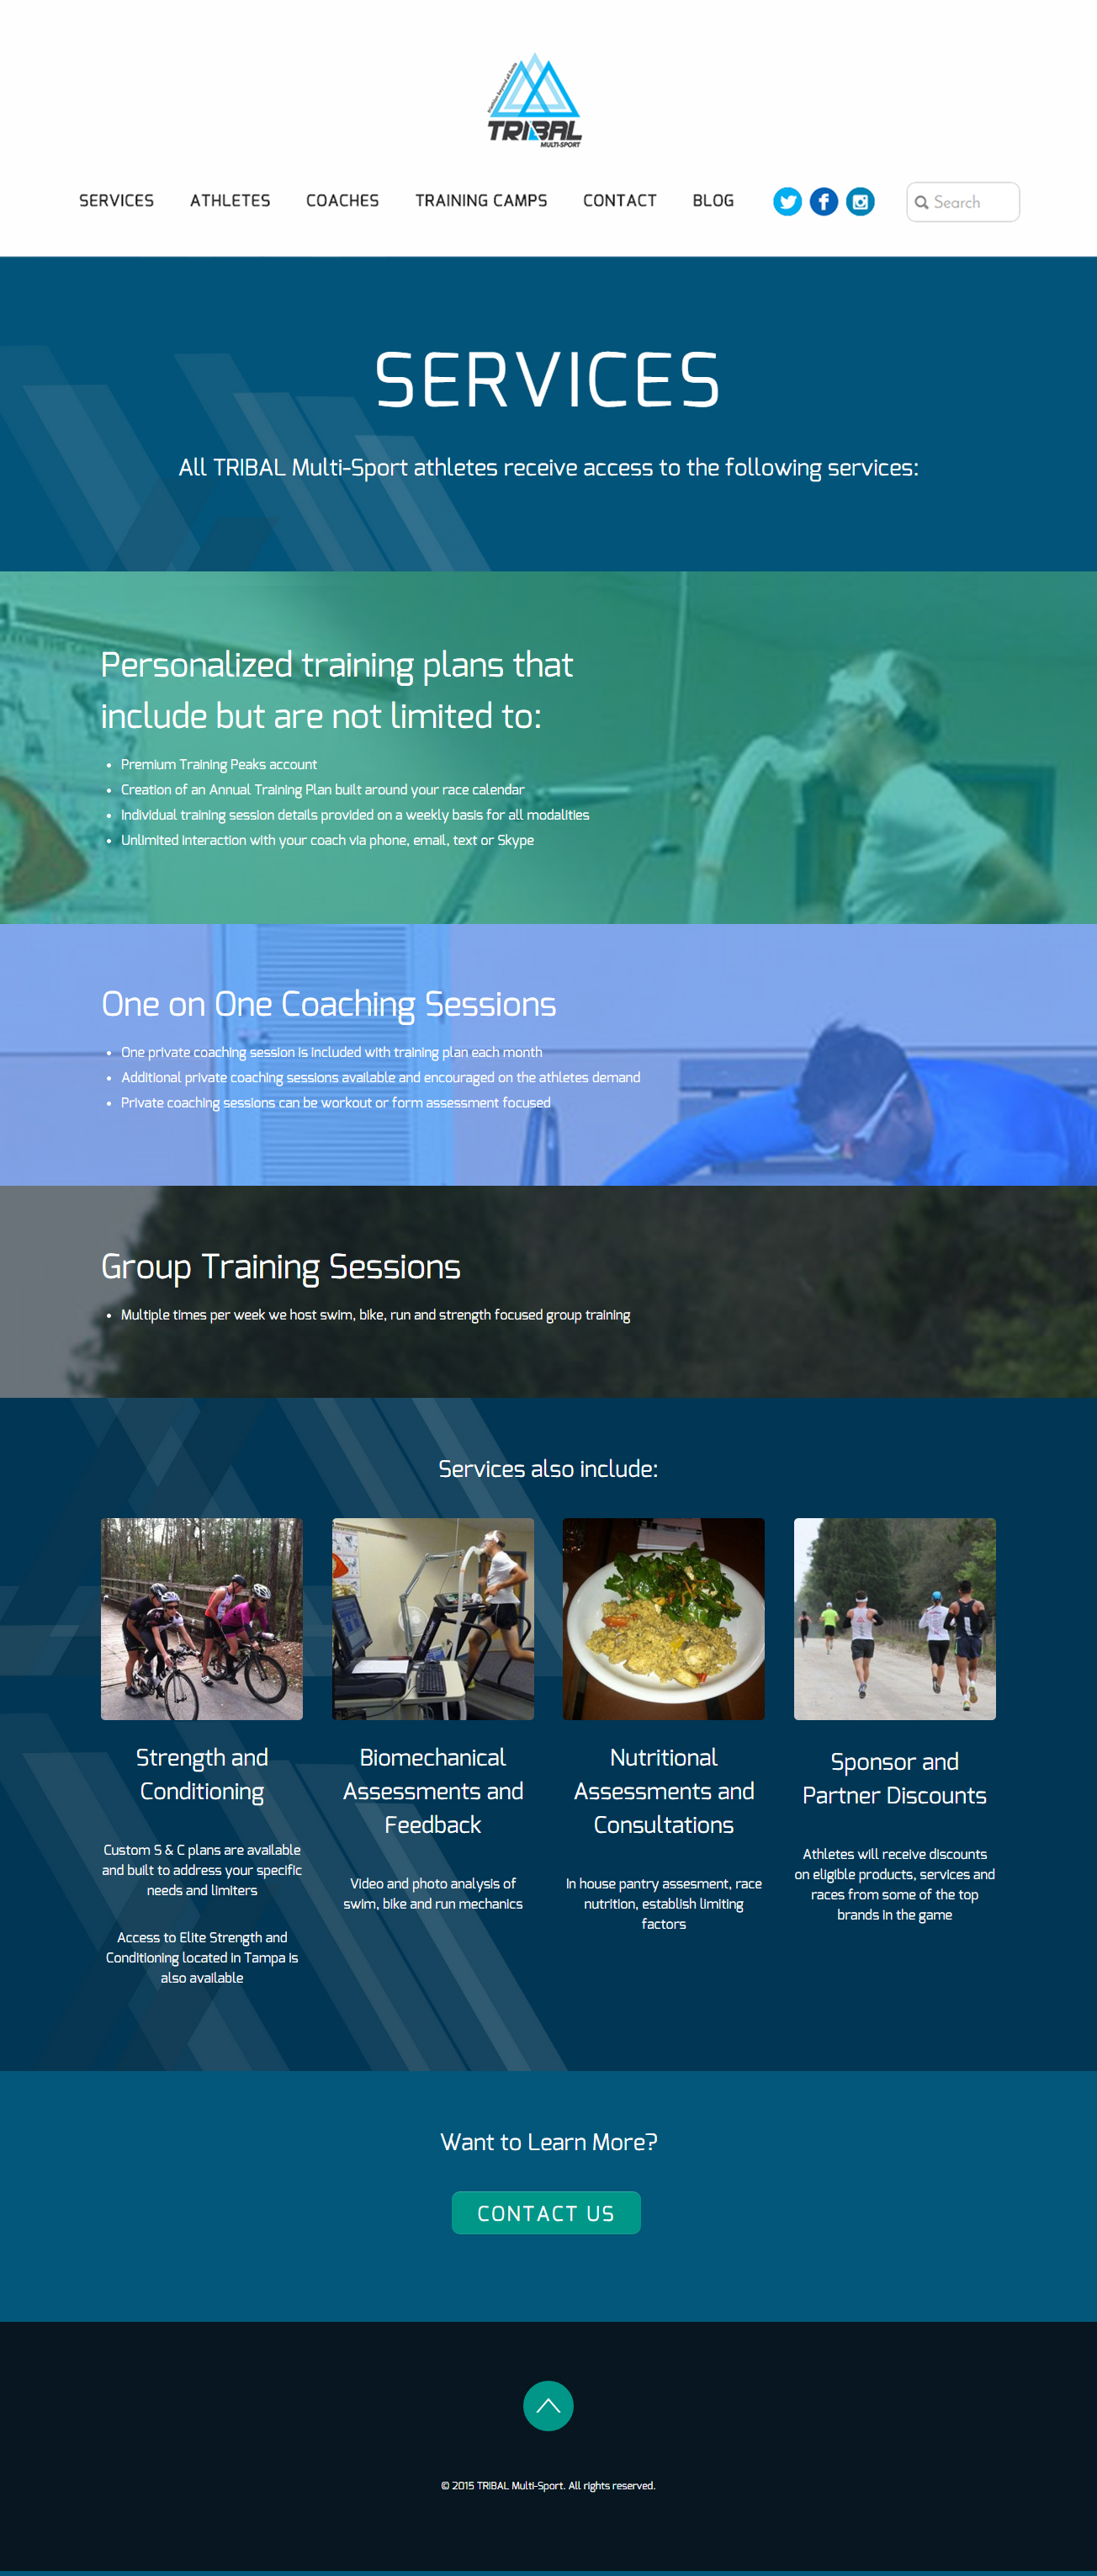 triathlon beyond all limits
TRIBAL
MULTI-SPORT
SERVICES ATHLETES COACHES TRAINING CAMPS CONTACT BLOG Search
SERVICES
All TRIBAL Multi-Sport athletes receive access to the following services:
Personalized training plans that
include but are not limited to:
• Premium Training Peaks account
• Creation of an Annual Training Plan built around your race calendar
• Individual training session details provided on a weekly basis for all modalities
• Unlimited interaction with your coach via phone, email, text or Skype
One on One Coaching Sessions
• One private coaching session is included with training plan each month
• Additional private coaching sessions available and encouraged on the athletes demand
• Private coaching sessions can be workout or form assessment focused
Group Training Sessions
• Multiple times per week we host swim, bike, run and strength focused group training
Services also include:
Strength and
Conditioning
Custom S & C plans are available
and built to address your specific
needs and limiters
Access to Elite Strength and
Conditioning located in Tampa is
also available
Biomechanical
Assessments and
Feedback
Video and photo analysis of
swim, bike and run mechanics
Nutritional
Assessments and
Consultations
In house pantry assesment, race
nutrition, establish limiting
factors
Sponsor and
Partner Discounts
Athletes will receive discounts
on eligible products, services and
races from some of the top
brands in the game
Want to Learn More?
CONTACT US
© 2015 TRIBAL Multi-Sport. All rights reserved.